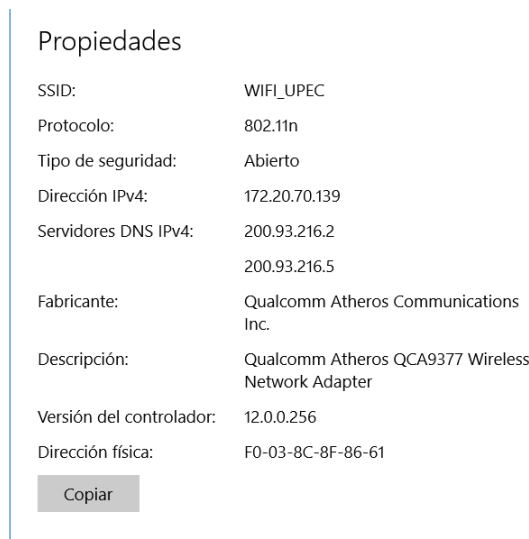 Propiedades
SSID: WIFI_UPEC
Protocolo: 802.11n
Tipo de seguridad: Abierto
Dirección IPv4: 172.20.70.139
Servidores DNS IPv4: 200.93.216.2
200.93.216.5
Fabricante: Qualcomm Atheros Communications
Inc.
Descripción: Qualcomm Atheros QCA9377 Wireless
Network Adapter
Versión del controlador: 12.0.0.256
Dirección física: F0-03-8C-8F-86-61
Copiar